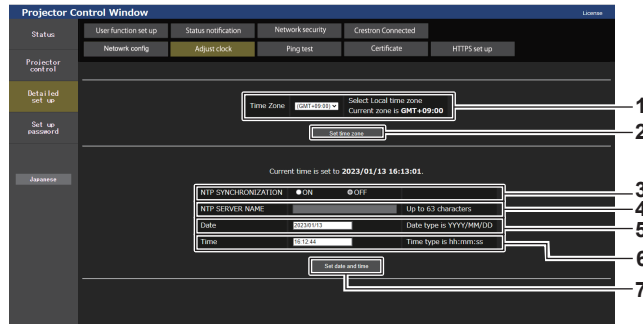 Projector Control Window
License
Status
Projector
control
Detailed
set up
Set up
password
Japanese
User function set up
Status notification
Network security
Crestron Connected
Netowrk config
Adjust clock
Ping test
Certificate
HTTPS set up
Time Zone
(GMT+09:00)
Select Local time zone
Current zone is GMT+09:00
1
Set time zone
2
Current time is set to 2023/01/13 16:13:01.
NTP SYNCHRONIZATION ON OFF
3
NTP SERVER NAME Up to 63 characters
4
Date 2023/01/13 Date type is YYYY/MM/DD
5
Time 16:12:44 Time type is hh:mm:ss
6
Set date and time
7